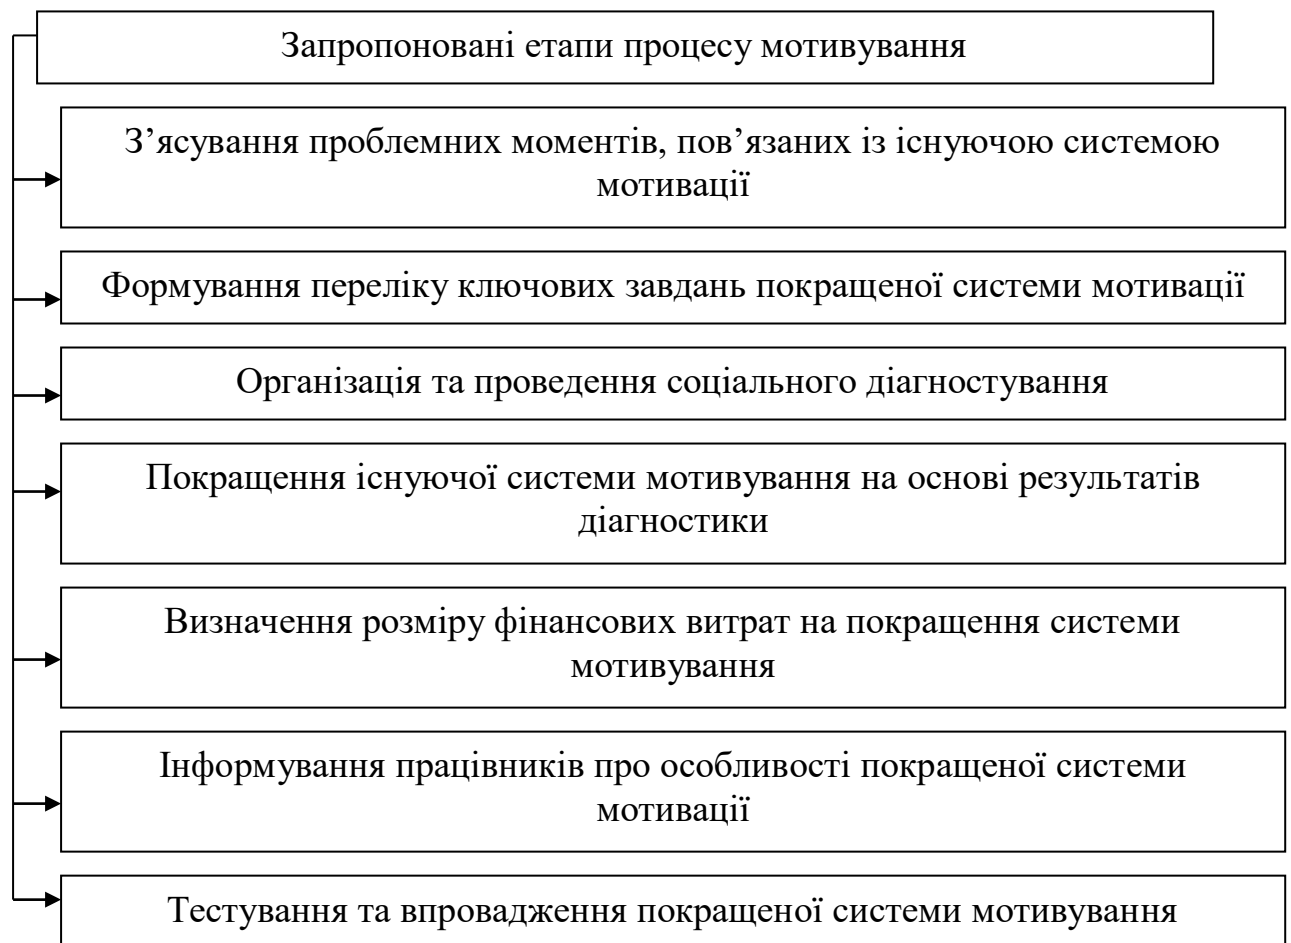 Запропоновані етапи процесу мотивування
З’ясування проблемних моментів, пов’язаних із існуючою системою
мотивації
Формування переліку ключових завдань покращеної системи мотивації
Організація та проведення соціального діагностування
Покращення існуючої системи мотивування на основі результатів
діагностики
Визначення розміру фінансових витрат на покращення системи
мотивування
Інформування працівників про особливості покращеної системи
мотивації
Тестування та впровадження покращеної системи мотивування